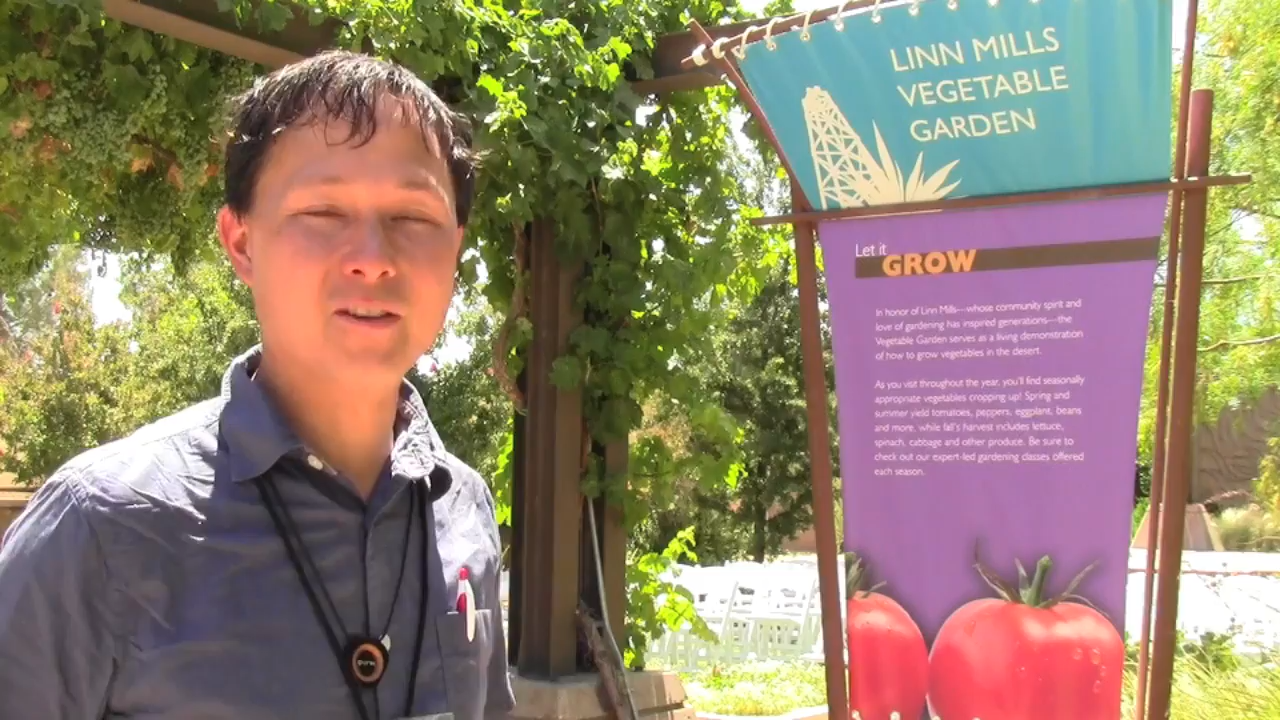 LINN MILLS
VEGETABLE
GARDEN
Let it
GROW
In honor of Linn Mills—whose community spirit and
love of gardening has inspired generations—the
Vegetable Garden serves as a living demonstration
of how to grow vegetables in the desert.
As you visit throughout the year, you'll find seasonally
appropriate vegetables cropping up! Spring and
summer yield tomatoes, peppers, eggplant, beans
and more, while fall's harvest includes lettuce,
spinach, cabbage and other produce. Be sure to
check out our expert-led gardening classes offered
each season.